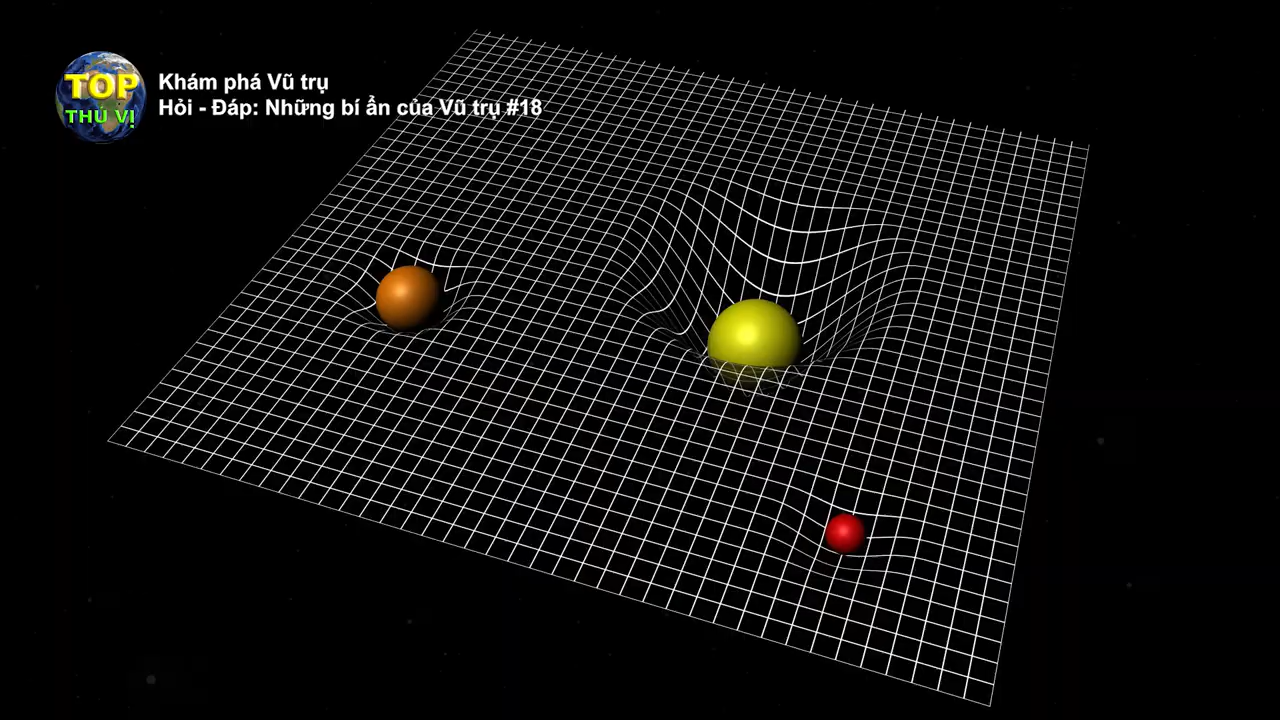 TOP
THÚ VỊ
Khám phá Vũ trụ
Hỏi - Đáp: Những bí ẩn của Vũ trụ #18